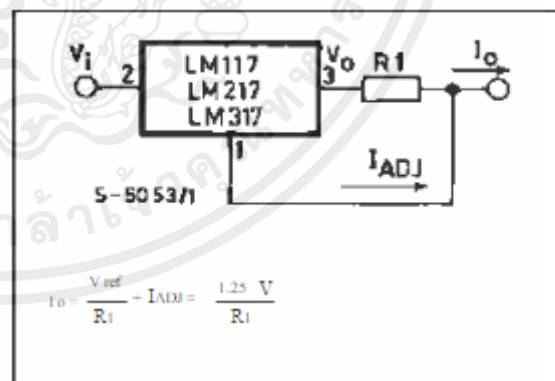 Vi 2 LM117 Vo R1 Io
LM217 3
LM317
1
IADJ
S-5053/1
Io = Vref / R1 + IADJ = 1.25 V / R1